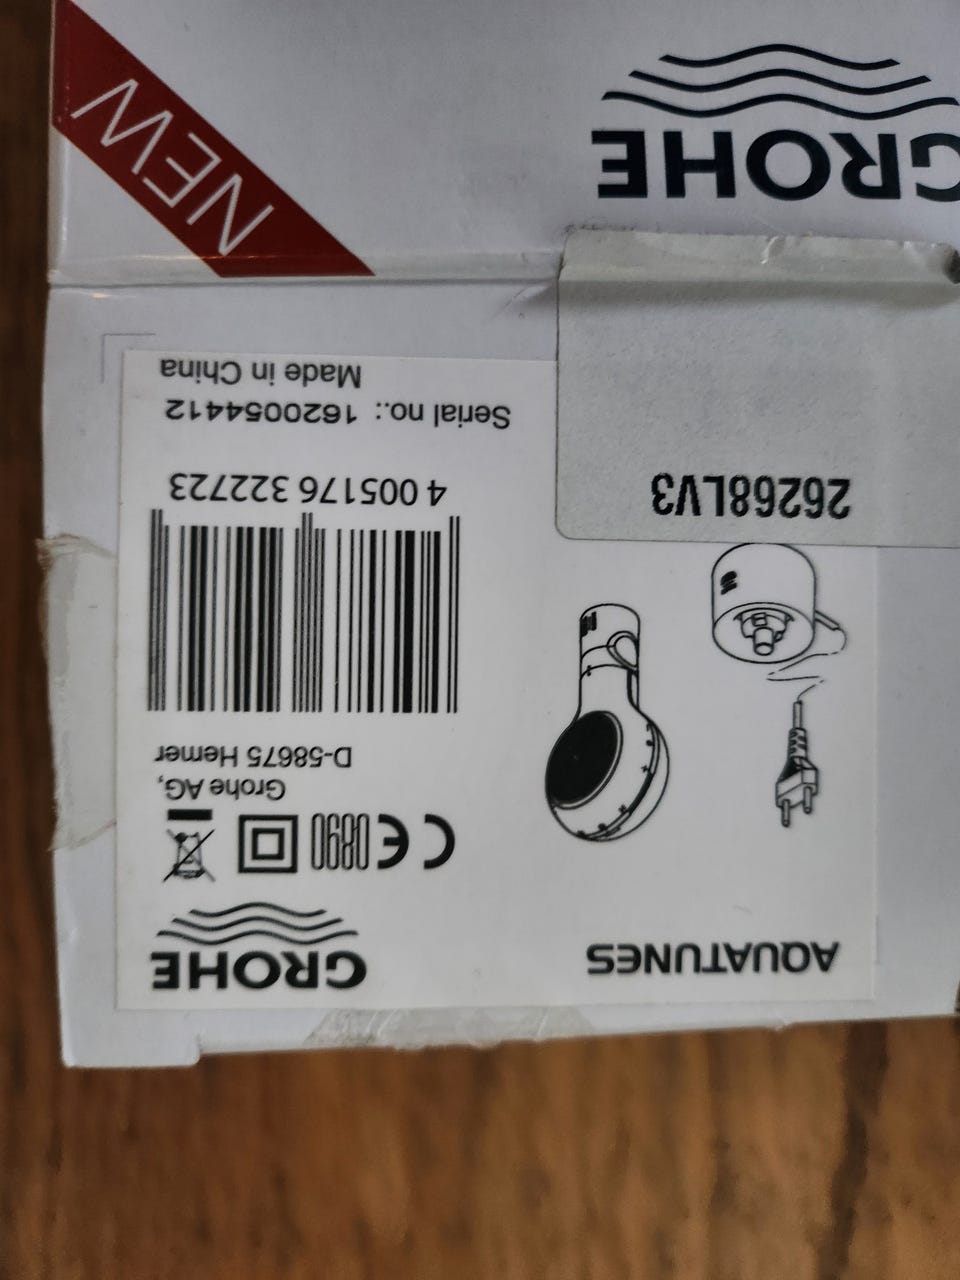 AQUATUNES
GROHE
CE 0890
Grohe AG,
D-58675 Hemer
4 005176 322723
26268LV3
Serial no.: 1620054412
Made in China
NEW
GROHE